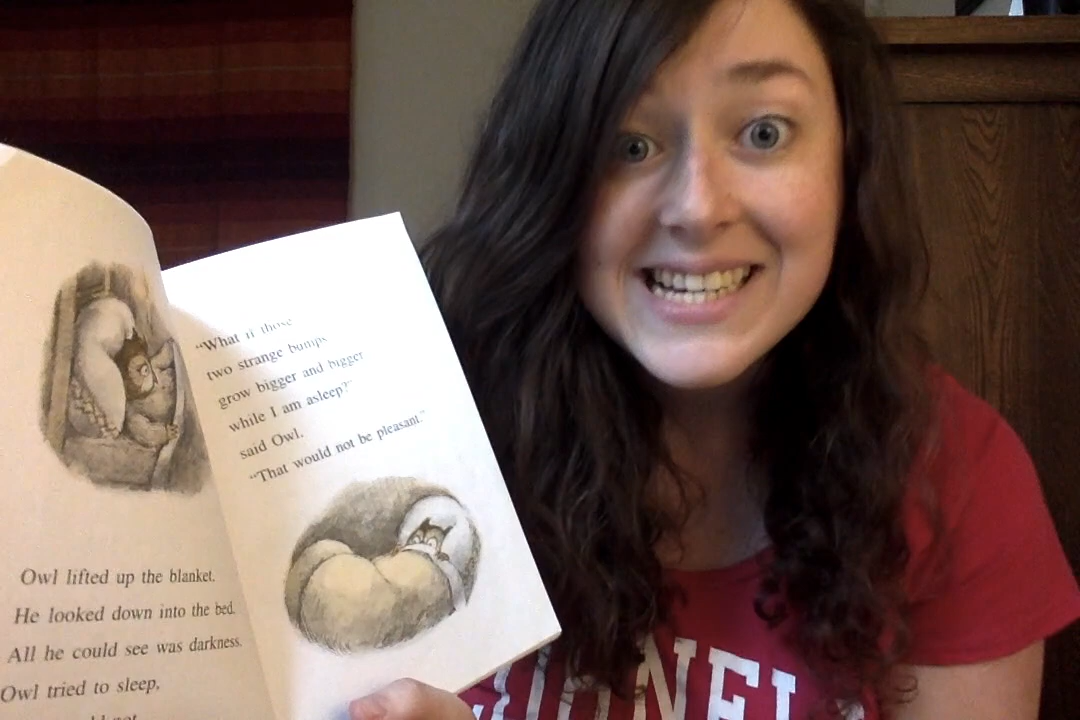 Owl lifted up the blanket.
He looked down into the bed.
All he could see was darkness.
Owl tried to sleep,
"What if those
two strange bumps
grow bigger and bigger
while I am asleep?"
said Owl.
"That would not be pleasant."